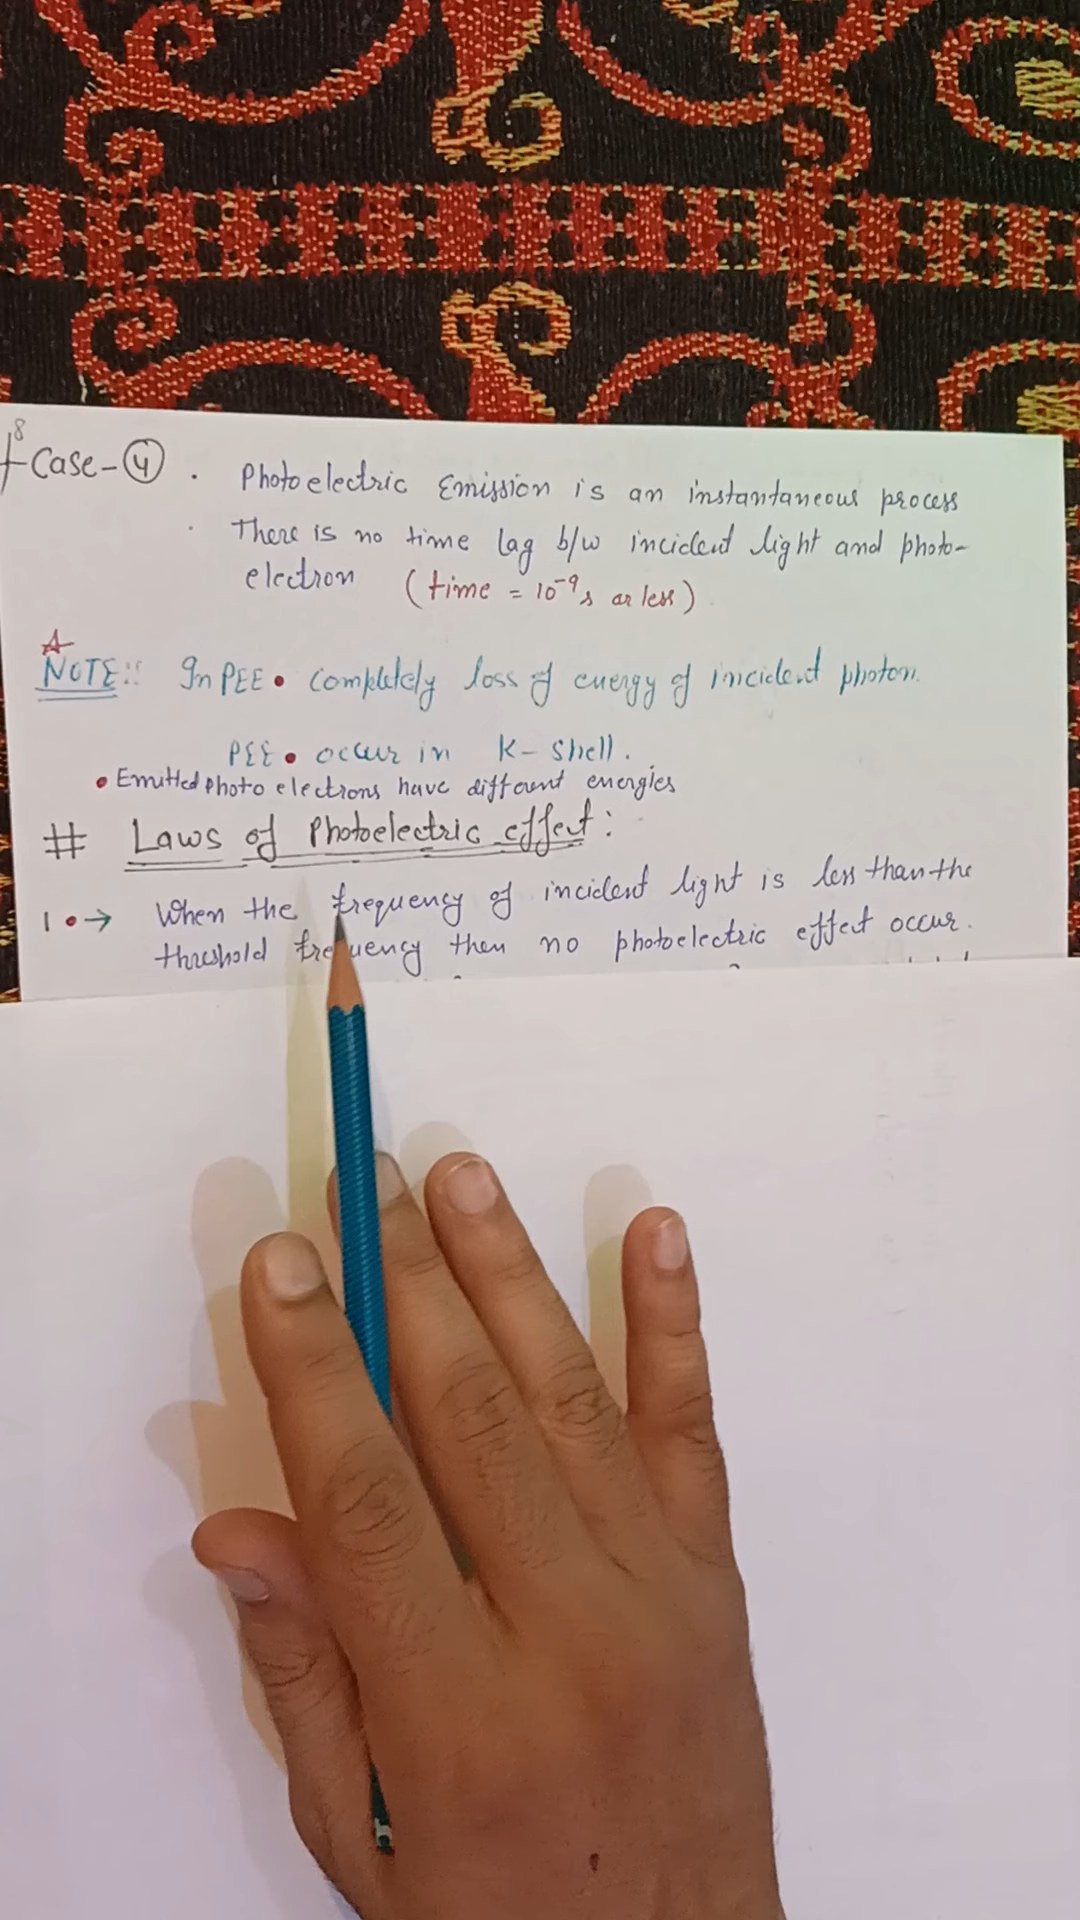 8
Case-4 . Photoelectric Emission is an instantaneous process
. There is no time lag b/w incident light and photo-
electron (time = 10⁻⁹s or less)
NOTE:: In PEE • completely loss of energy of incident photon.
PEE • occur in K-shell.
• Emitted photo electrons have different energies
# Laws of Photoelectric effect:
1 •→ When the frequency of incident light is less than the
threshold frequency then no photoelectric effect occur.